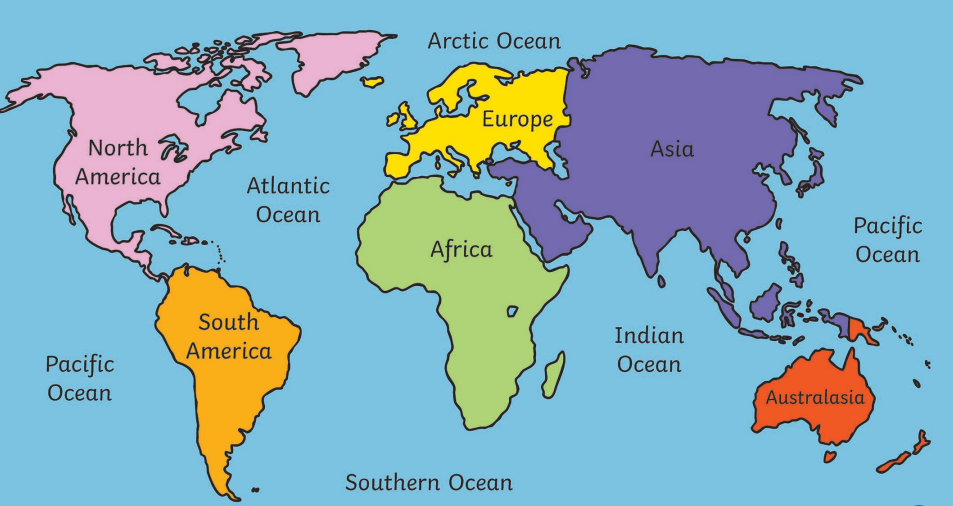 Arctic Ocean
Europe
North
America
Asia
Atlantic
Ocean
Pacific
Ocean
Africa
South
America
Indian
Ocean
Pacific
Ocean
Australasia
Southern Ocean